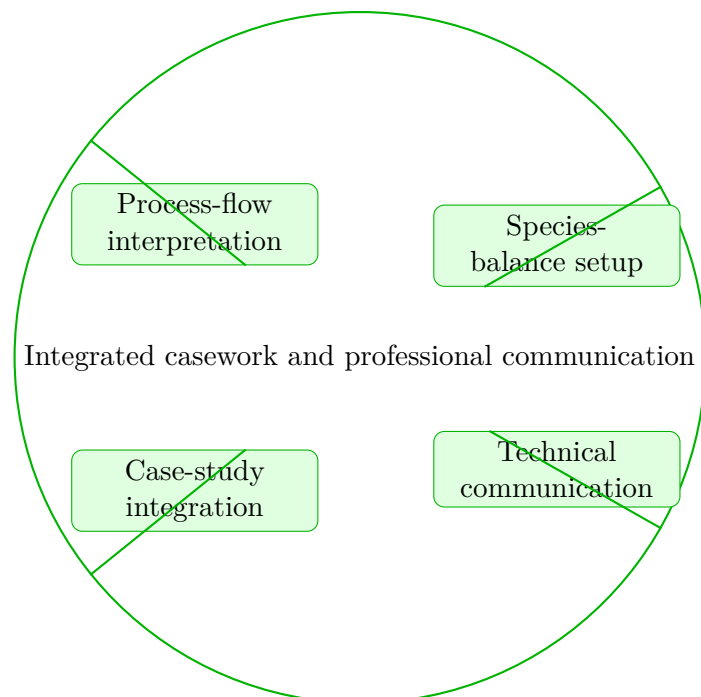 Process-flow
interpretation
Species-
balance setup
Integrated casework and professional communication
Case-study
integration
Technical
communication